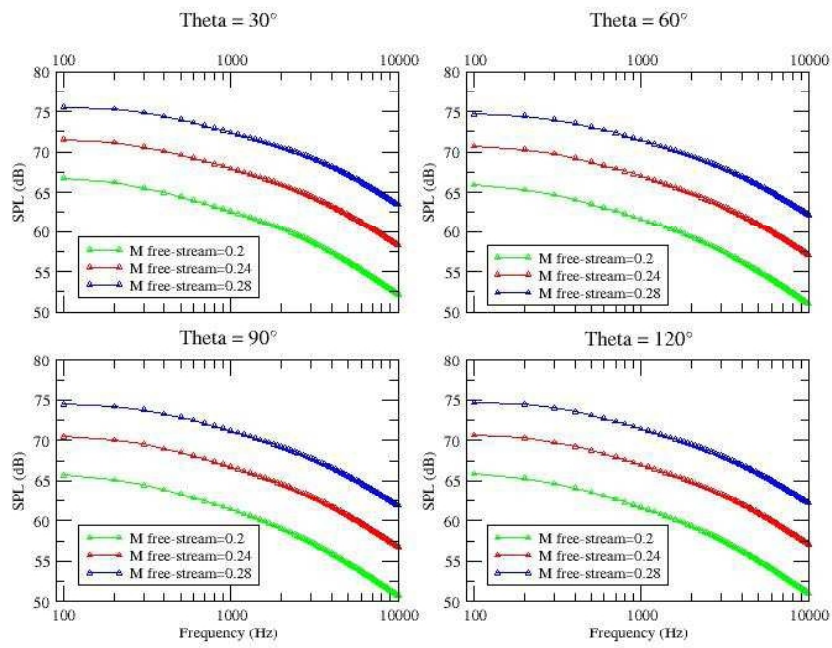 Theta = 30°
Theta = 60°
100 1000 10000
100 1000 10000
80
75
70
65
60
55
50
SPL (dB)
M free-stream=0.2
M free-stream=0.24
M free-stream=0.28
80
75
70
65
60
55
50
SPL (dB)
M free-stream=0.2
M free-stream=0.24
M free-stream=0.28
Theta = 90°
Theta = 120°
80
75
70
65
60
55
50
SPL (dB)
M free-stream=0.2
M free-stream=0.24
M free-stream=0.28
100 1000 10000
Frequency (Hz)
80
75
70
65
60
55
50
SPL (dB)
M free-stream=0.2
M free-stream=0.24
M free-stream=0.28
100 1000 10000
Frequency (Hz)